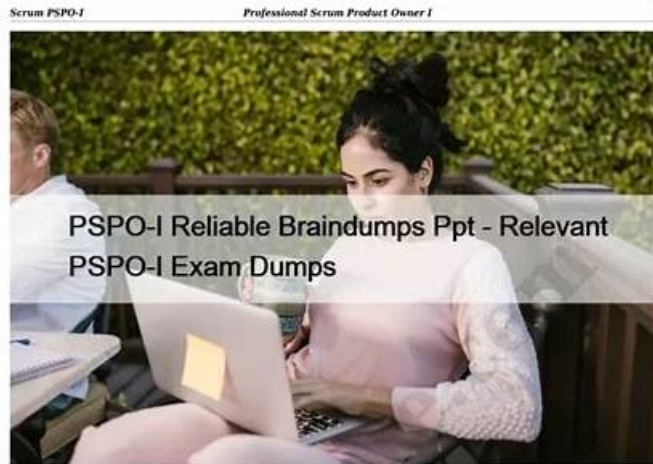 Scrum PSPO-I Professional Scrum Product Owner I
PSPO-I Reliable Braindumps Ppt - Relevant
PSPO-I Exam Dumps